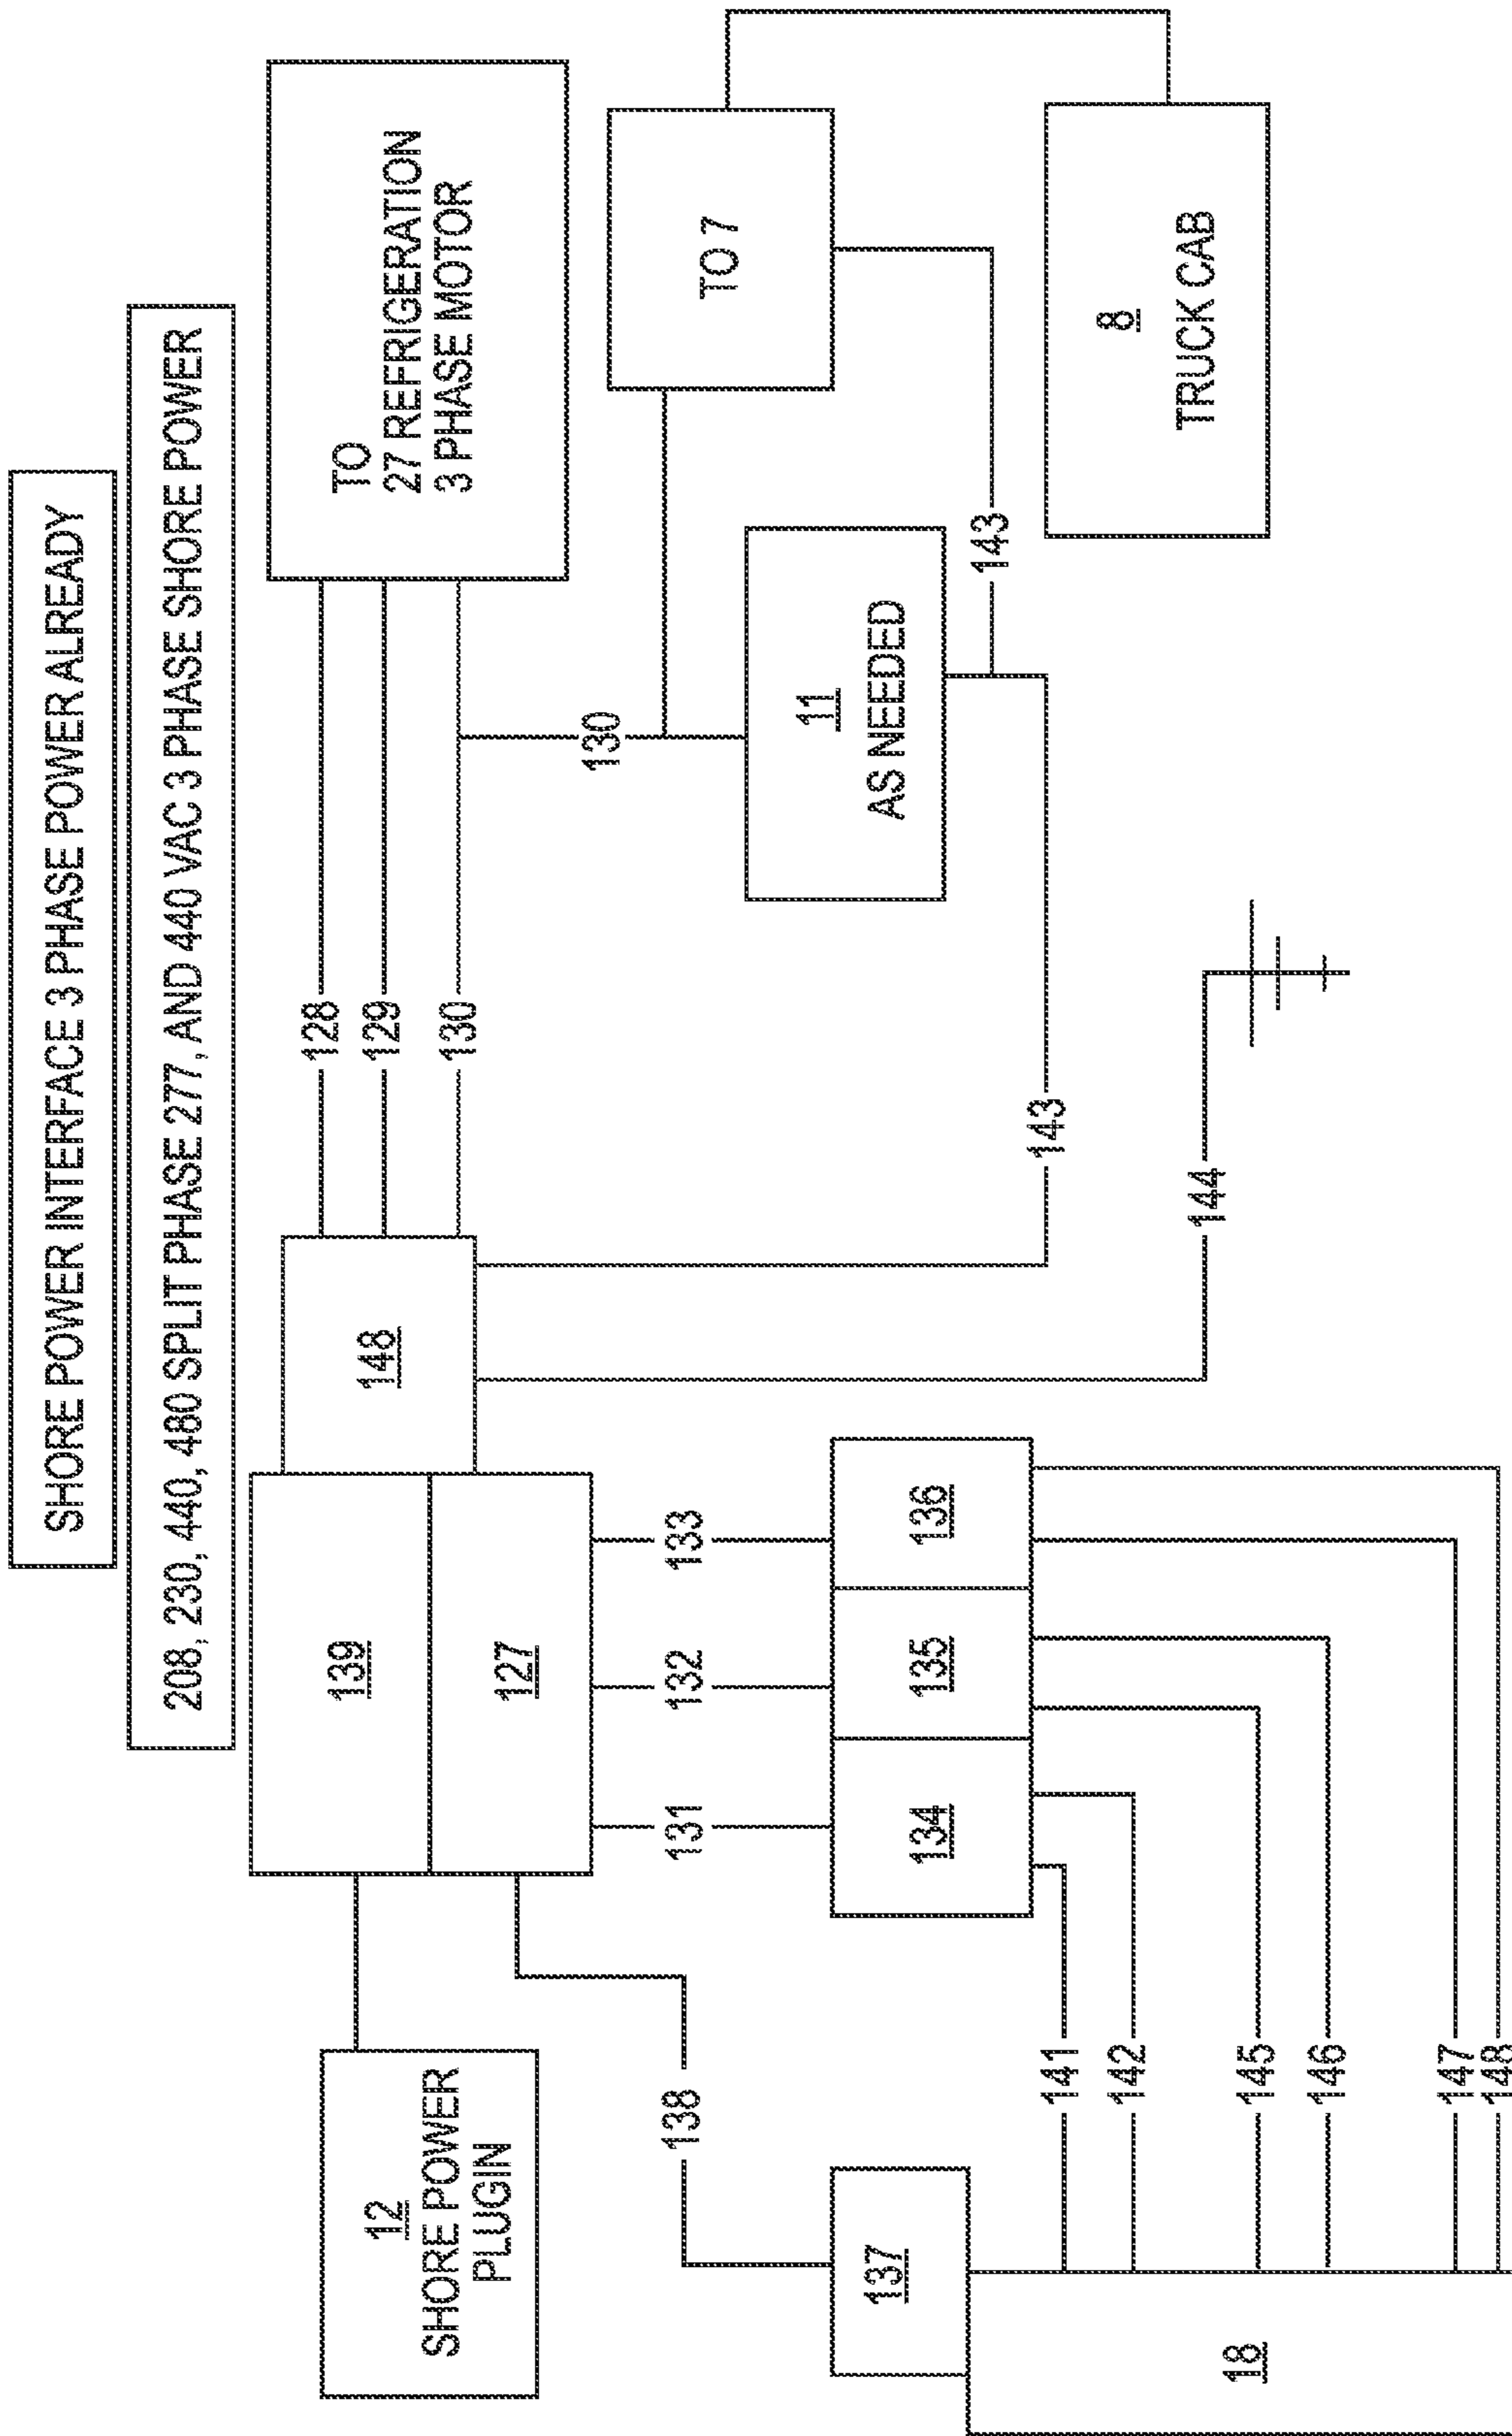 SHORE POWER INTERFACE 3 PHASE POWER ALREADY
208, 230, 440, 480 SPLIT PHASE 277, AND 440 VAC 3 PHASE SHORE POWER
12
SHORE POWER
PLUGIN
139
127
148
128
129
130
TO
27 REFRIGERATION
3 PHASE MOTOR
138
131
132
133
130
TO 7
137
134
135
136
11
AS NEEDED
143
143
8
TRUCK CAB
144
18
141
142
145
146
147
148